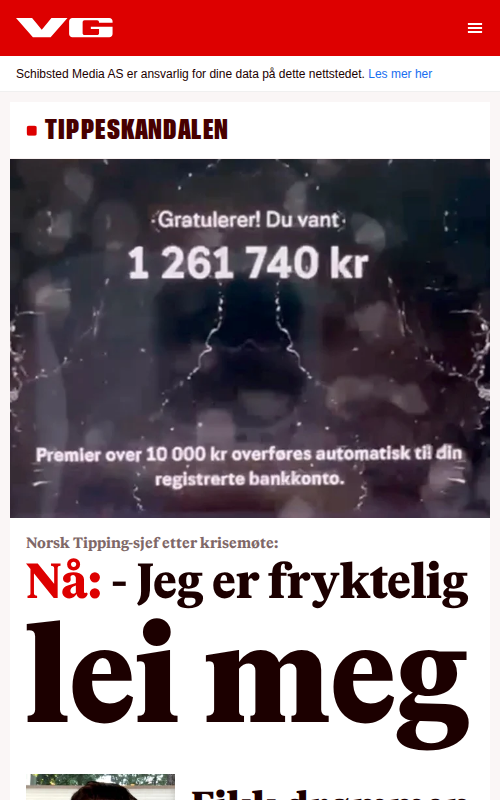 VG
Schibsted Media AS er ansvarlig for dine data på dette nettstedet. Les mer her
TIPPESKANDALEN
Gratulerer! Du vant
1 261 740 kr
Premier over 10 000 kr overføres automatisk til din
registrerte bankkonto.
Norsk Tipping-sjef etter krisemøte:
Nå: - Jeg er fryktelig
lei meg